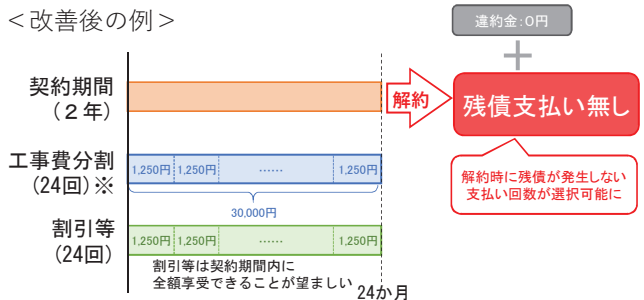 ＜改善後の例＞
違約金:0円
＋
契約期間
（２年）
解約
残債支払い無し
工事費分割
(24回)※
1,250円 1,250円 …… 1,250円
30,000円
解約時に残債が発生しない
支払い回数が選択可能に
割引等
(24回)
1,250円 1,250円 …… 1,250円
割引等は契約期間内に
全額享受できることが望ましい
24か月